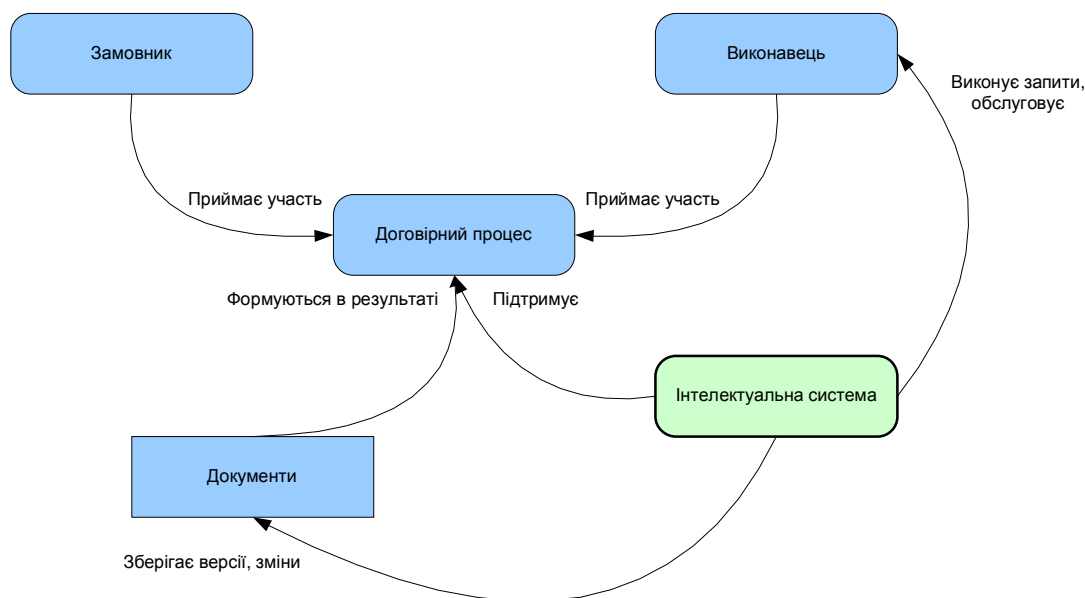 Замовник
Виконавець
Виконує запити,
обслуговує
Приймає участь
Приймає участь
Договірний процес
Формуються в результаті
Підтримує
Інтелектуальна система
Документи
Зберігає версії, зміни